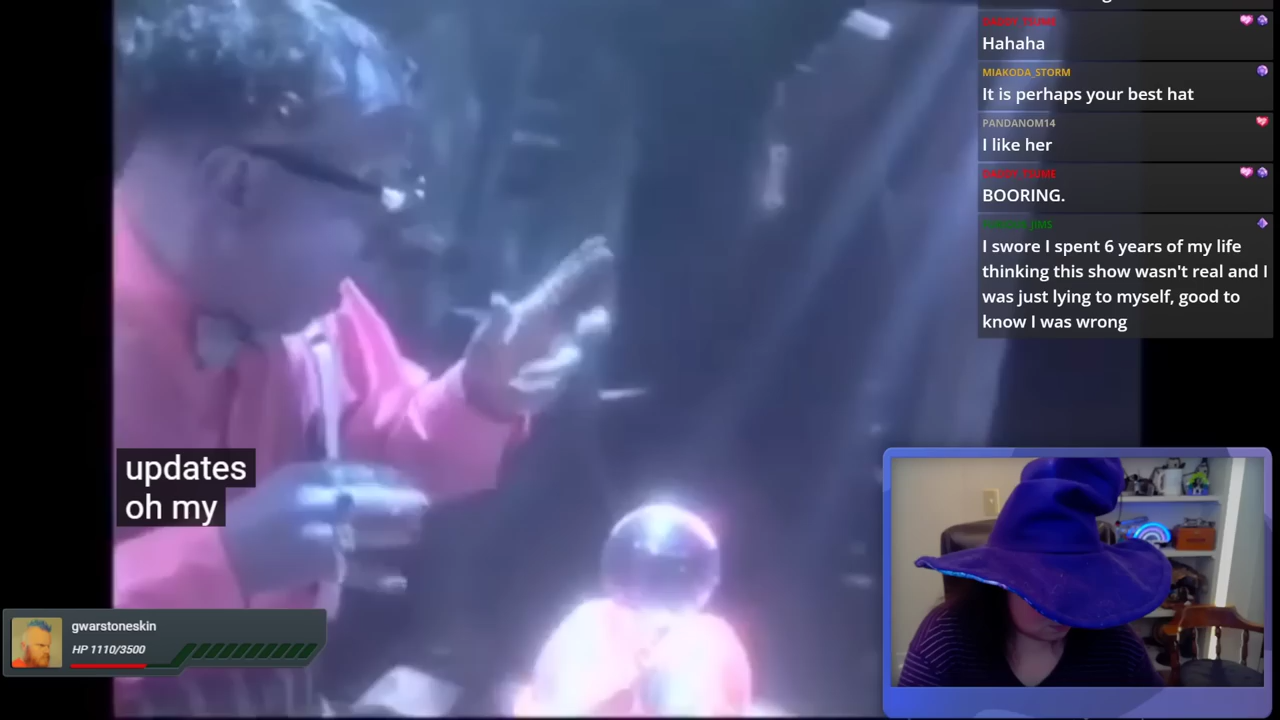 Hahaha
MIAKODA_STORM
It is perhaps your best hat
PANDANOM14
I like her
BOORING.
I swore I spent 6 years of my life
thinking this show wasn't real and I
was just lying to myself, good to
know I was wrong
updates
oh my
gwarstoneskin
HP 1110/3500